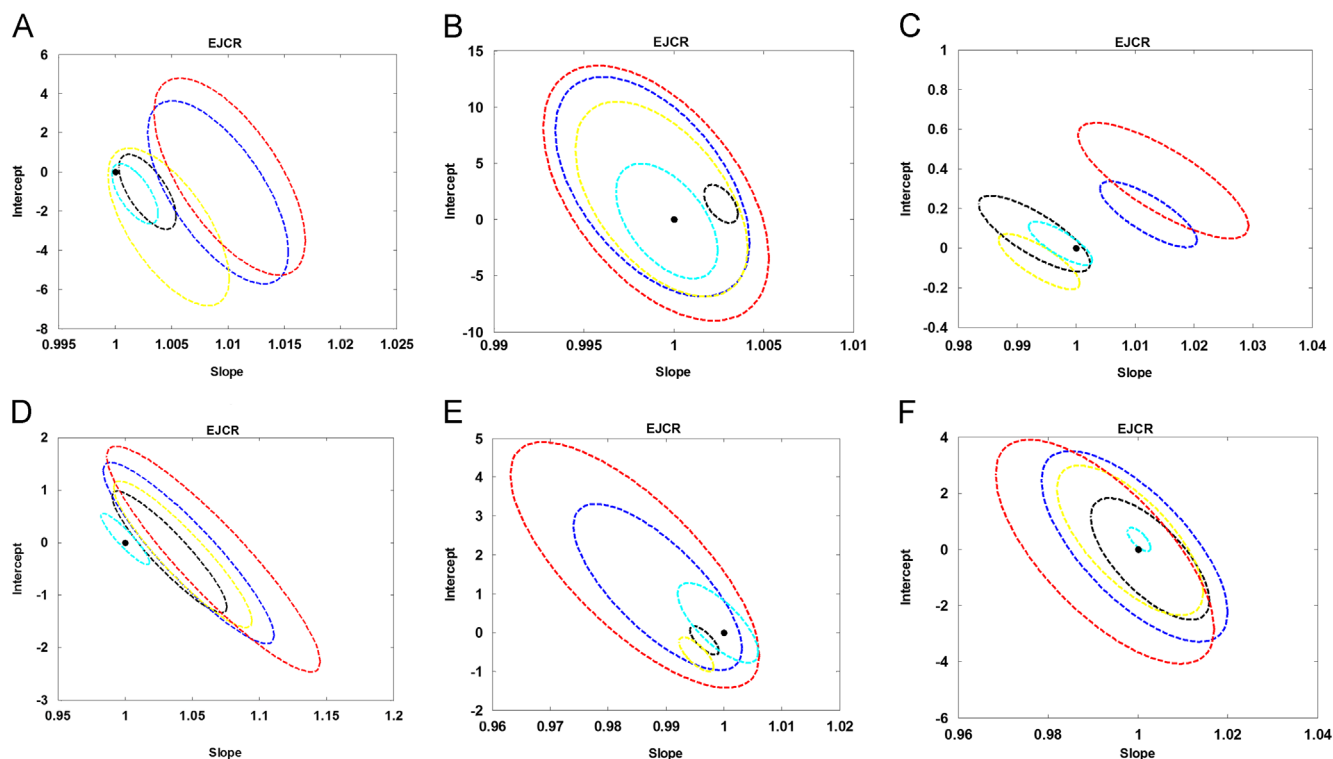 A
EJCR
6
4
2
0
-2
-4
-6
-8
Intercept
0.995 1 1.005 1.01 1.015 1.02 1.025
Slope
B
EJCR
15
10
5
0
-5
-10
Intercept
0.99 0.995 1 1.005 1.01
Slope
C
EJCR
1
0.8
0.6
0.4
0.2
0
-0.2
-0.4
Intercept
0.98 0.99 1 1.01 1.02 1.03 1.04
Slope
D
EJCR
2
1
0
-1
-2
-3
Intercept
0.95 1 1.05 1.1 1.15 1.2
Slope
E
EJCR
5
4
3
2
1
0
-1
-2
Intercept
0.96 0.97 0.98 0.99 1 1.01 1.02
Slope
F
EJCR
4
2
0
-2
-4
-6
Intercept
0.96 0.98 1 1.02 1.04
Slope